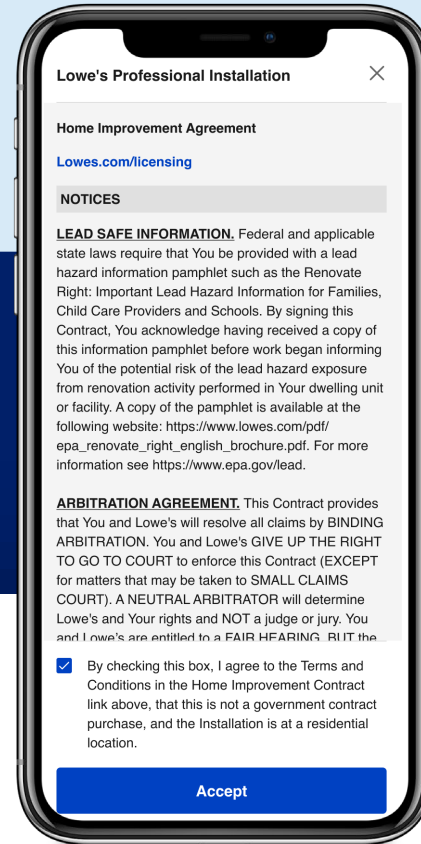 Lowe's Professional Installation
Home Improvement Agreement
Lowes.com/licensing
NOTICES
LEAD SAFE INFORMATION. Federal and applicable
state laws require that You be provided with a lead
hazard information pamphlet such as the Renovate
Right: Important Lead Hazard Information for Families,
Child Care Providers and Schools. By signing this
Contract, You acknowledge having received a copy of
this information pamphlet before work began informing
You of the potential risk of the lead hazard exposure
from renovation activity performed in Your dwelling unit
or facility. A copy of the pamphlet is available at the
following website: https://www.lowes.com/pdf/
epa_renovate_right_english_brochure.pdf. For more
information see https://www.epa.gov/lead.
ARBITRATION AGREEMENT. This Contract provides
that You and Lowe's will resolve all claims by BINDING
ARBITRATION. You and Lowe's GIVE UP THE RIGHT
TO GO TO COURT to enforce this Contract (EXCEPT
for matters that may be taken to SMALL CLAIMS
COURT). A NEUTRAL ARBITRATOR will determine
Lowe's and Your rights and NOT a judge or jury. You
and Lowe's are entitled to a FAIR HEARING, BUT the
By checking this box, I agree to the Terms and
Conditions in the Home Improvement Contract
link above, that this is not a government contract
purchase, and the Installation is at a residential
location.
Accept